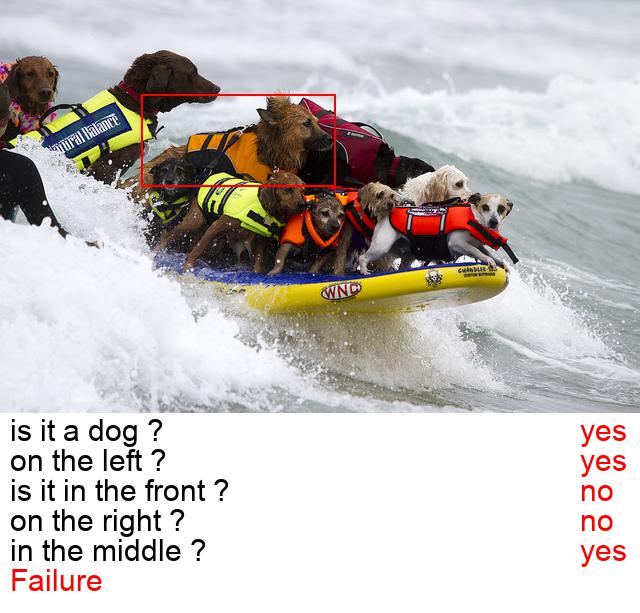 Natural Balance
WNC
CHANDLER
is it a dog ? yes
on the left ? yes
is it in the front ? no
on the right ? no
in the middle ? yes
Failure